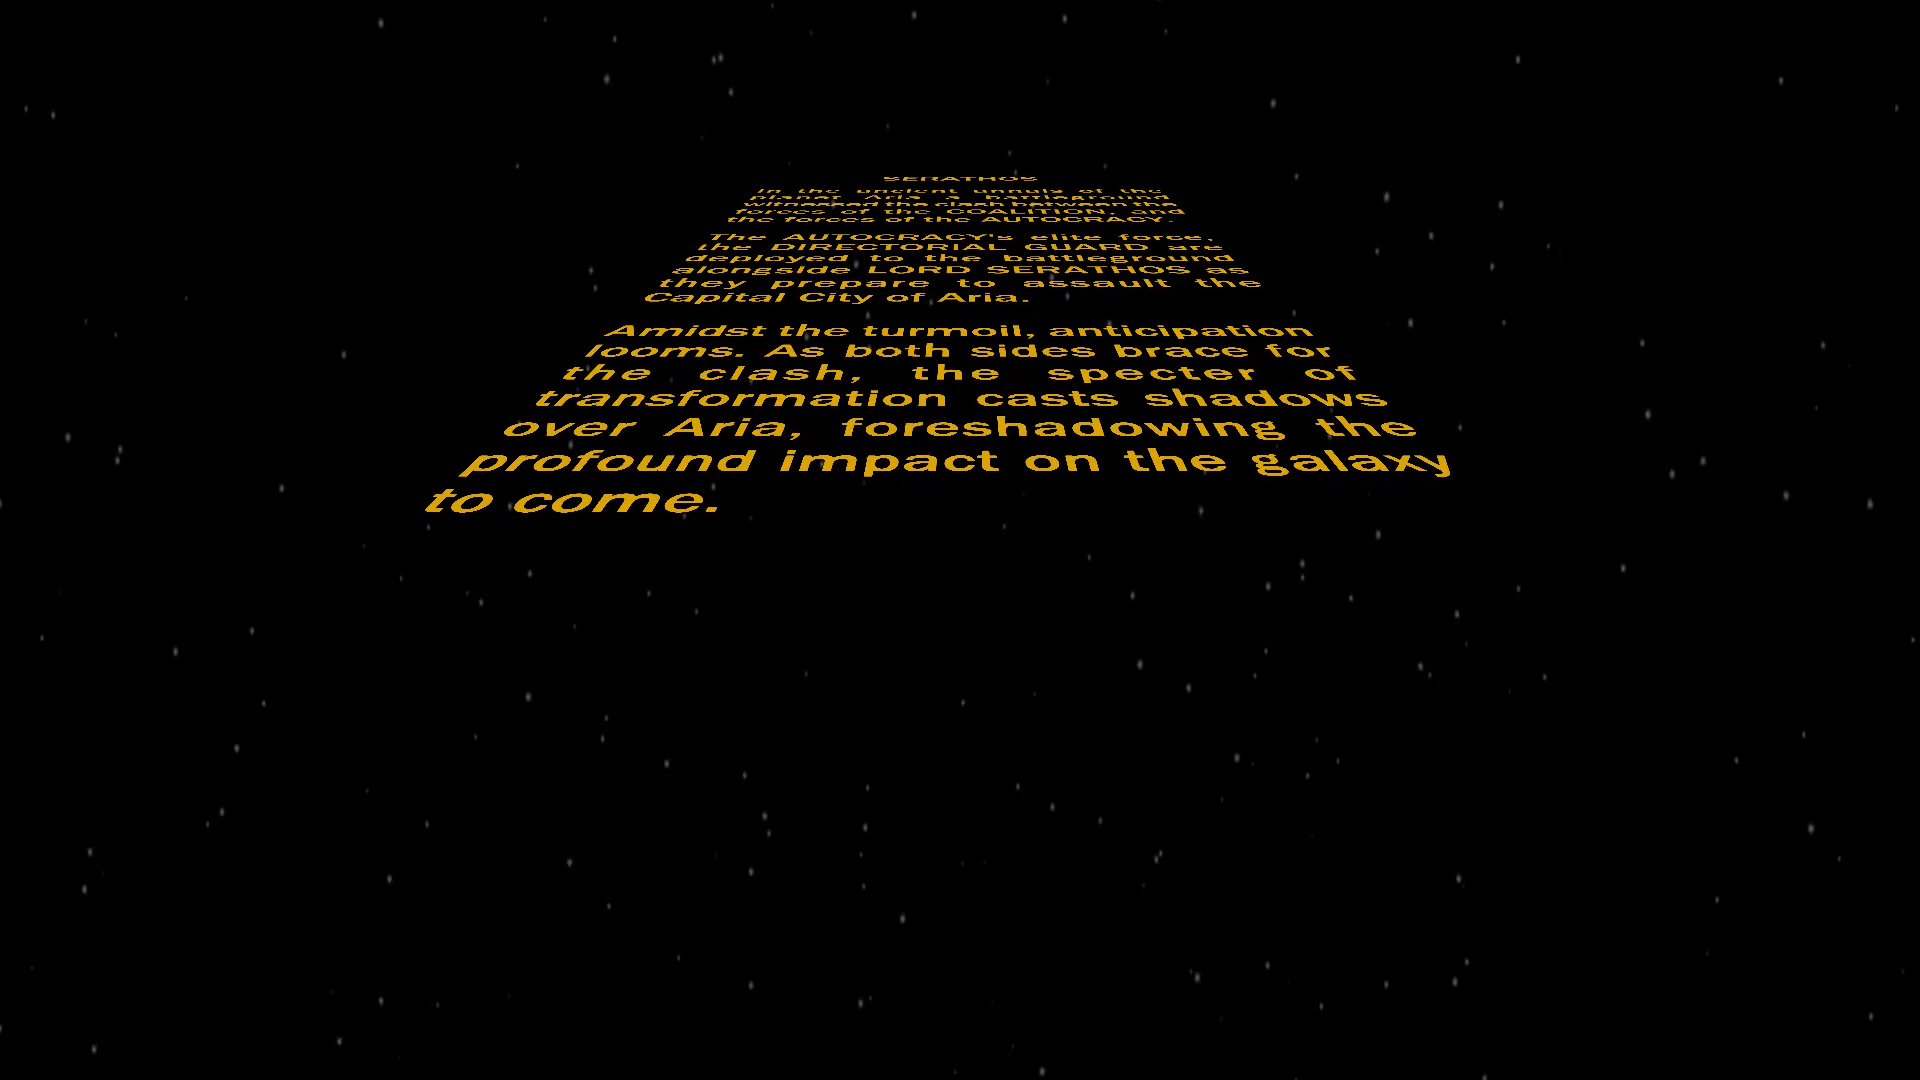 SERATHOS
In the ancient annals of the
planet Aria a battleground
witnessed the clash between the
forces of the COALITION, and
the forces of the AUTOCRACY.
The AUTOCRACY's elite force,
the DIRECTORIAL GUARD are
deployed to the battleground
alongside LORD SERATHOS as
they prepare to assault the
Capital City of Aria.
Amidst the turmoil, anticipation
looms. As both sides brace for
the clash, the specter of
transformation casts shadows
over Aria, foreshadowing the
profound impact on the galaxy
to come.